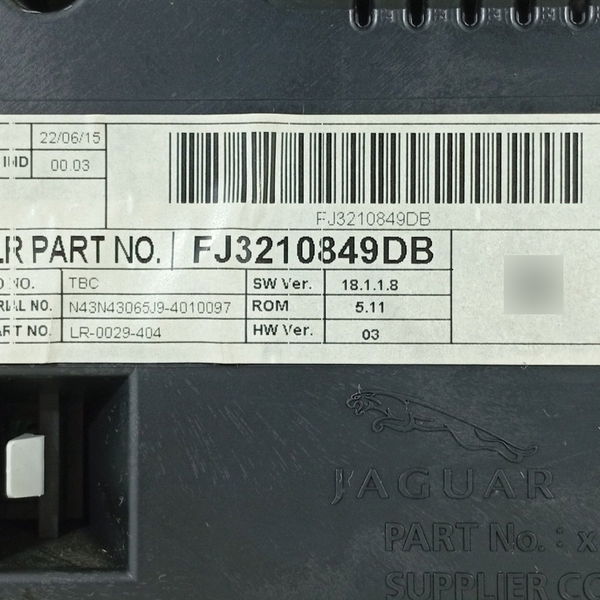 22/06/15
IND 00.03
FJ3210849DB
LR PART NO. FJ3210849DB
NO. TBC SW Ver. 18.1.1.8
RIAL NO. N43N43065J9-4010097 ROM 5.11
ART NO. LR-0029-404 HW Ver. 03
JAGUAR
PART No. : x
SUPPLIER CO